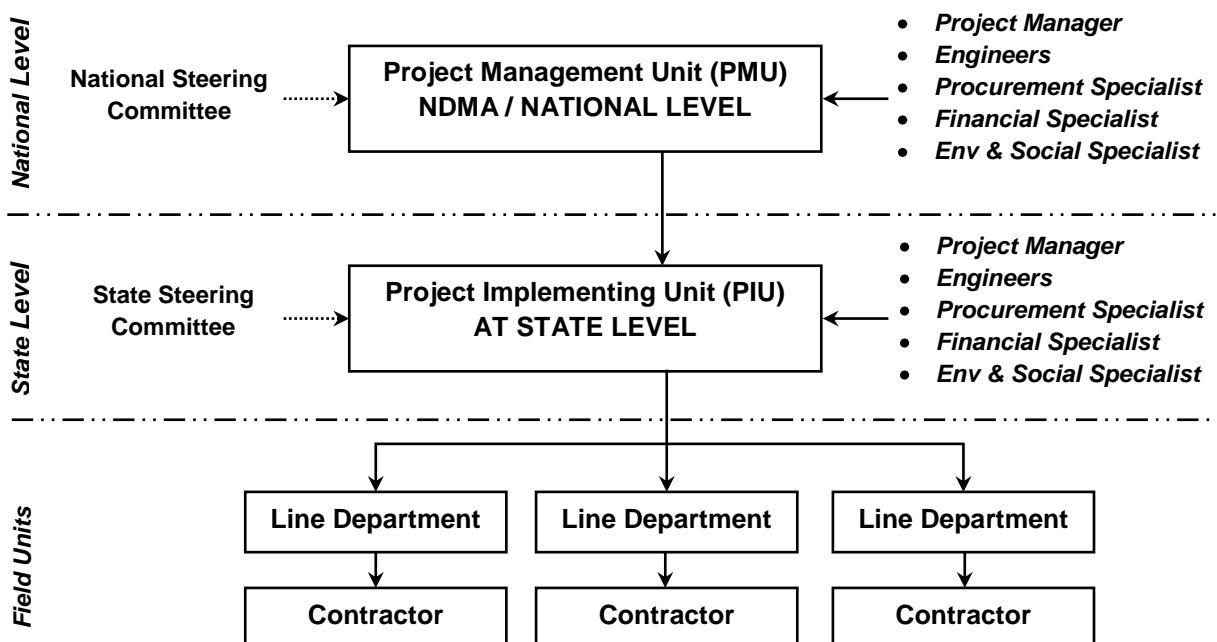 National Level
National Steering
Committee
Project Management Unit (PMU)
NDMA / NATIONAL LEVEL
• Project Manager
• Engineers
• Procurement Specialist
• Financial Specialist
• Env & Social Specialist
State Level
State Steering
Committee
Project Implementing Unit (PIU)
AT STATE LEVEL
• Project Manager
• Engineers
• Procurement Specialist
• Financial Specialist
• Env & Social Specialist
Field Units
Line Department
Line Department
Line Department
Contractor
Contractor
Contractor